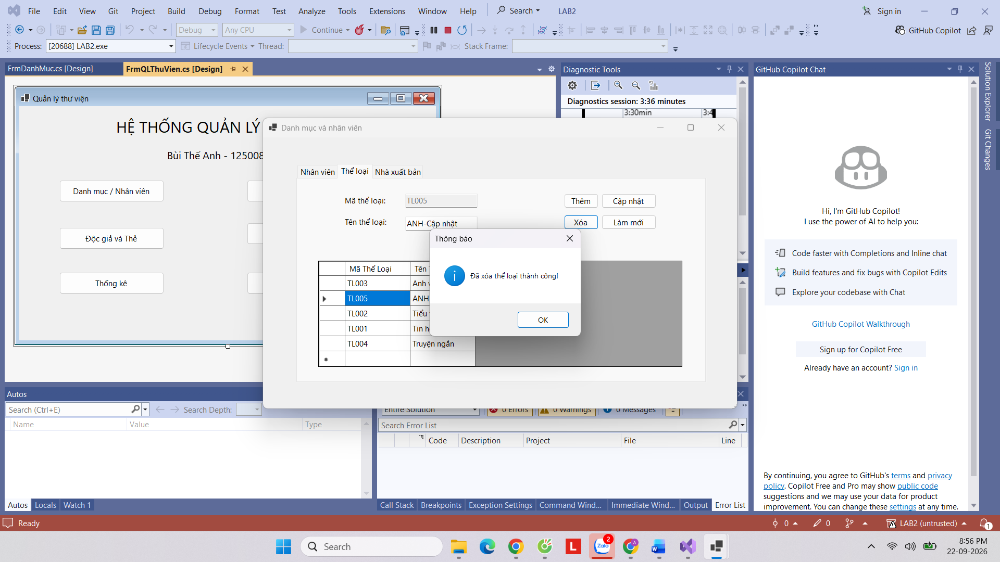 File Edit View Git Project Build Debug Format Test Analyze Tools Extensions Window Help Search LAB2 Sign in
Debug Any CPU Continue GitHub Copilot
Process: [20688] LAB2.exe Lifecycle Events Thread: Stack Frame:
FrmDanhMuc.cs [Design] FrmQLThuVien.cs [Design]
Quản lý thư viện
HỆ THỐNG QUẢN LÝ
Bùi Thế Anh - 125008
Danh mục / Nhân viên
Độc giả và Thẻ
Thống kê
Danh mục và nhân viên
Nhân viên Thể loại Nhà xuất bản
Mã thể loại: TL005 Thêm Cập nhật
Tên thể loại: ANH-Cập nhật Xóa Làm mới
Mã Thể Loại Tên
TL003 Anh
TL005 ANH
TL002 Tiểu
TL001 Tin
TL004 Truyện ngắn
Thông báo
Đã xóa thể loại thành công!
OK
Diagnostic Tools
Diagnostics session: 3:36 minutes
3:30min 3:4
GitHub Copilot Chat
Hi, I'm GitHub Copilot!
I use the power of AI to help you:
Code faster with Completions and Inline chat
Build features and fix bugs with Copilot Edits
Explore your codebase with Chat
GitHub Copilot Walkthrough
Sign up for Copilot Free
Already have an account? Sign in
By continuing, you agree to GitHub's terms and privacy
policy. Copilot Free and Pro may show public code
suggestions and we may use your data for product
improvement. You can change these settings at any time.
Solution Explorer
Git Changes
Autos
Search (Ctrl+E) Search Depth:
Name Value Type
Autos Locals Watch 1
Entire Solution 0 Errors 0 Warnings 0 Messages
Search Error List
Code Description Project File Line
Call Stack Breakpoints Exception Settings Command Wind... Immediate Wind... Output Error List
Ready 0 0 LAB2 (untrusted) 1
Search
L
Zalo 2
A
W
8:56 PM
22-09-2026